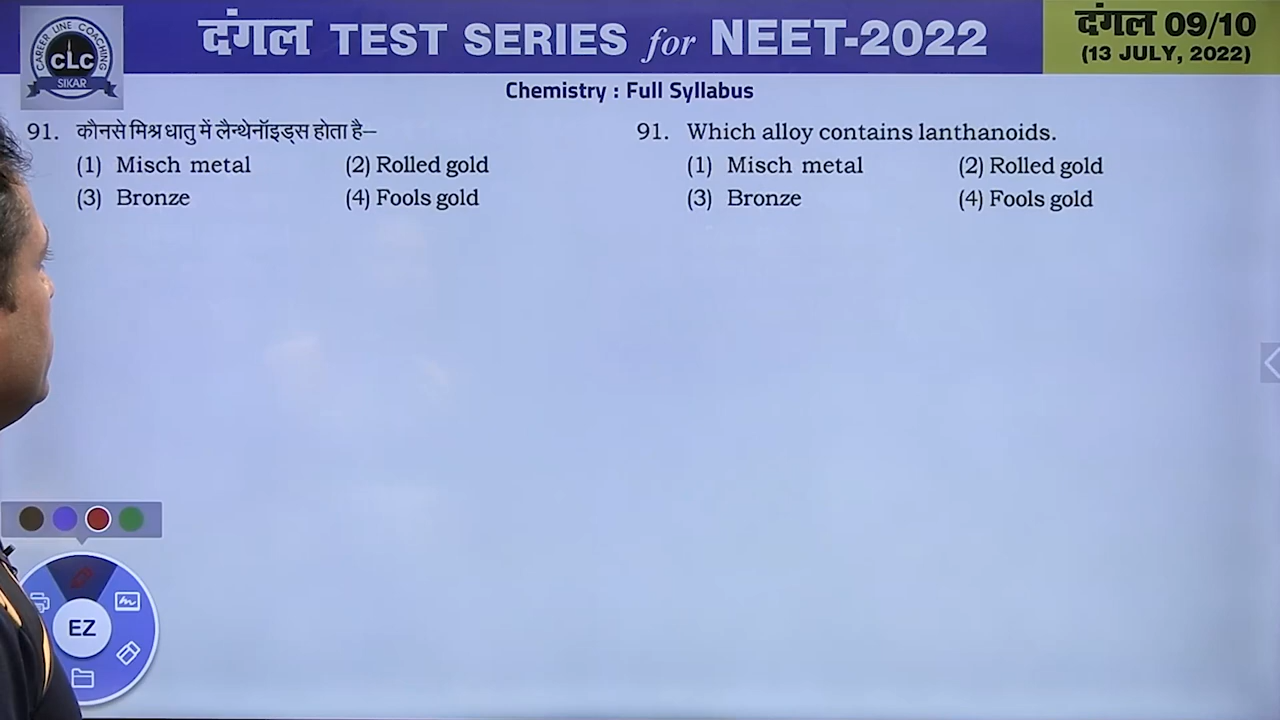 CAREER LINE COACHING
CLC
SIKAR
दंगल TEST SERIES for NEET-2022
दंगल 09/10
(13 JULY, 2022)
Chemistry : Full Syllabus
91. कौनसे मिश्रधातु में लैन्थेनॉइड्स होता है–
(1) Misch metal (2) Rolled gold
(3) Bronze (4) Fools gold
91. Which alloy contains lanthanoids.
(1) Misch metal (2) Rolled gold
(3) Bronze (4) Fools gold
EZ